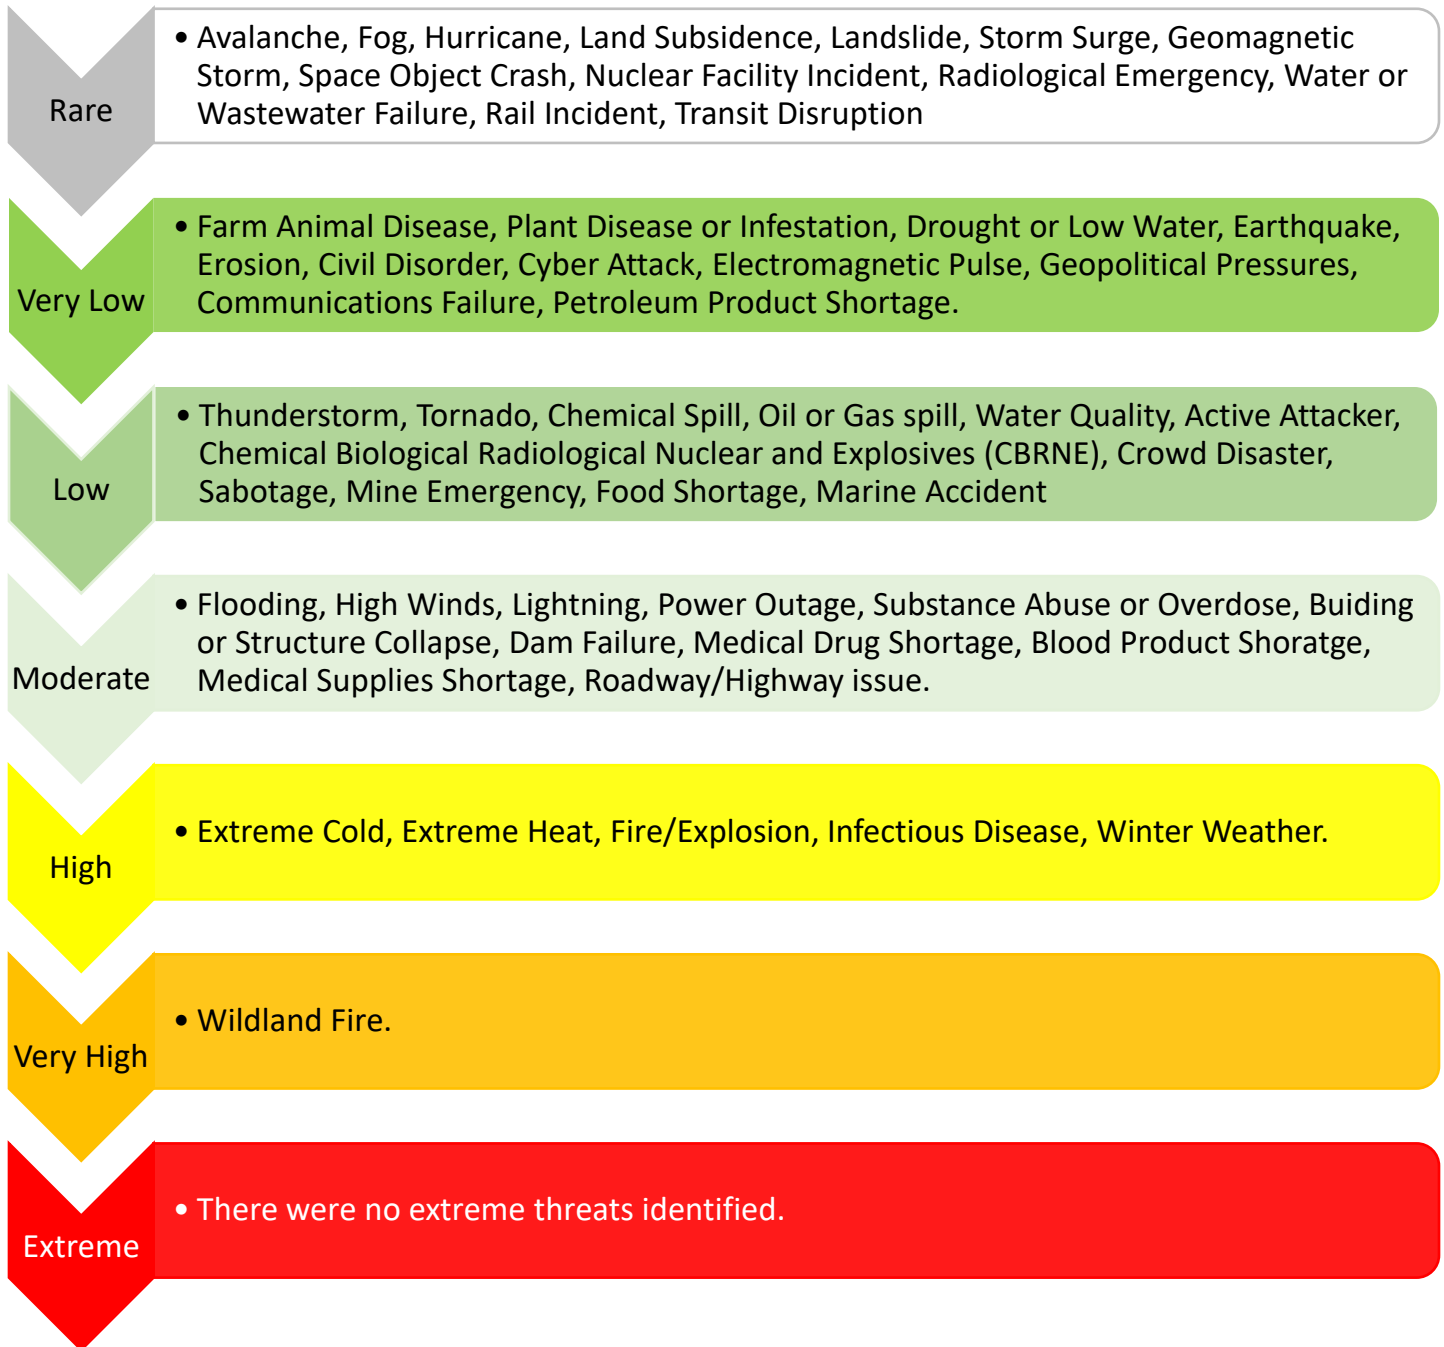 Rare
• Avalanche, Fog, Hurricane, Land Subsidence, Landslide, Storm Surge, Geomagnetic
Storm, Space Object Crash, Nuclear Facility Incident, Radiological Emergency, Water or
Wastewater Failure, Rail Incident, Transit Disruption
Very Low
• Farm Animal Disease, Plant Disease or Infestation, Drought or Low Water, Earthquake,
Erosion, Civil Disorder, Cyber Attack, Electromagnetic Pulse, Geopolitical Pressures,
Communications Failure, Petroleum Product Shortage.
Low
• Thunderstorm, Tornado, Chemical Spill, Oil or Gas spill, Water Quality, Active Attacker,
Chemical Biological Radiological Nuclear and Explosives (CBRNE), Crowd Disaster,
Sabotage, Mine Emergency, Food Shortage, Marine Accident
Moderate
• Flooding, High Winds, Lightning, Power Outage, Substance Abuse or Overdose, Buiding
or Structure Collapse, Dam Failure, Medical Drug Shortage, Blood Product Shoratge,
Medical Supplies Shortage, Roadway/Highway issue.
High
• Extreme Cold, Extreme Heat, Fire/Explosion, Infectious Disease, Winter Weather.
Very High
• Wildland Fire.
Extreme
• There were no extreme threats identified.